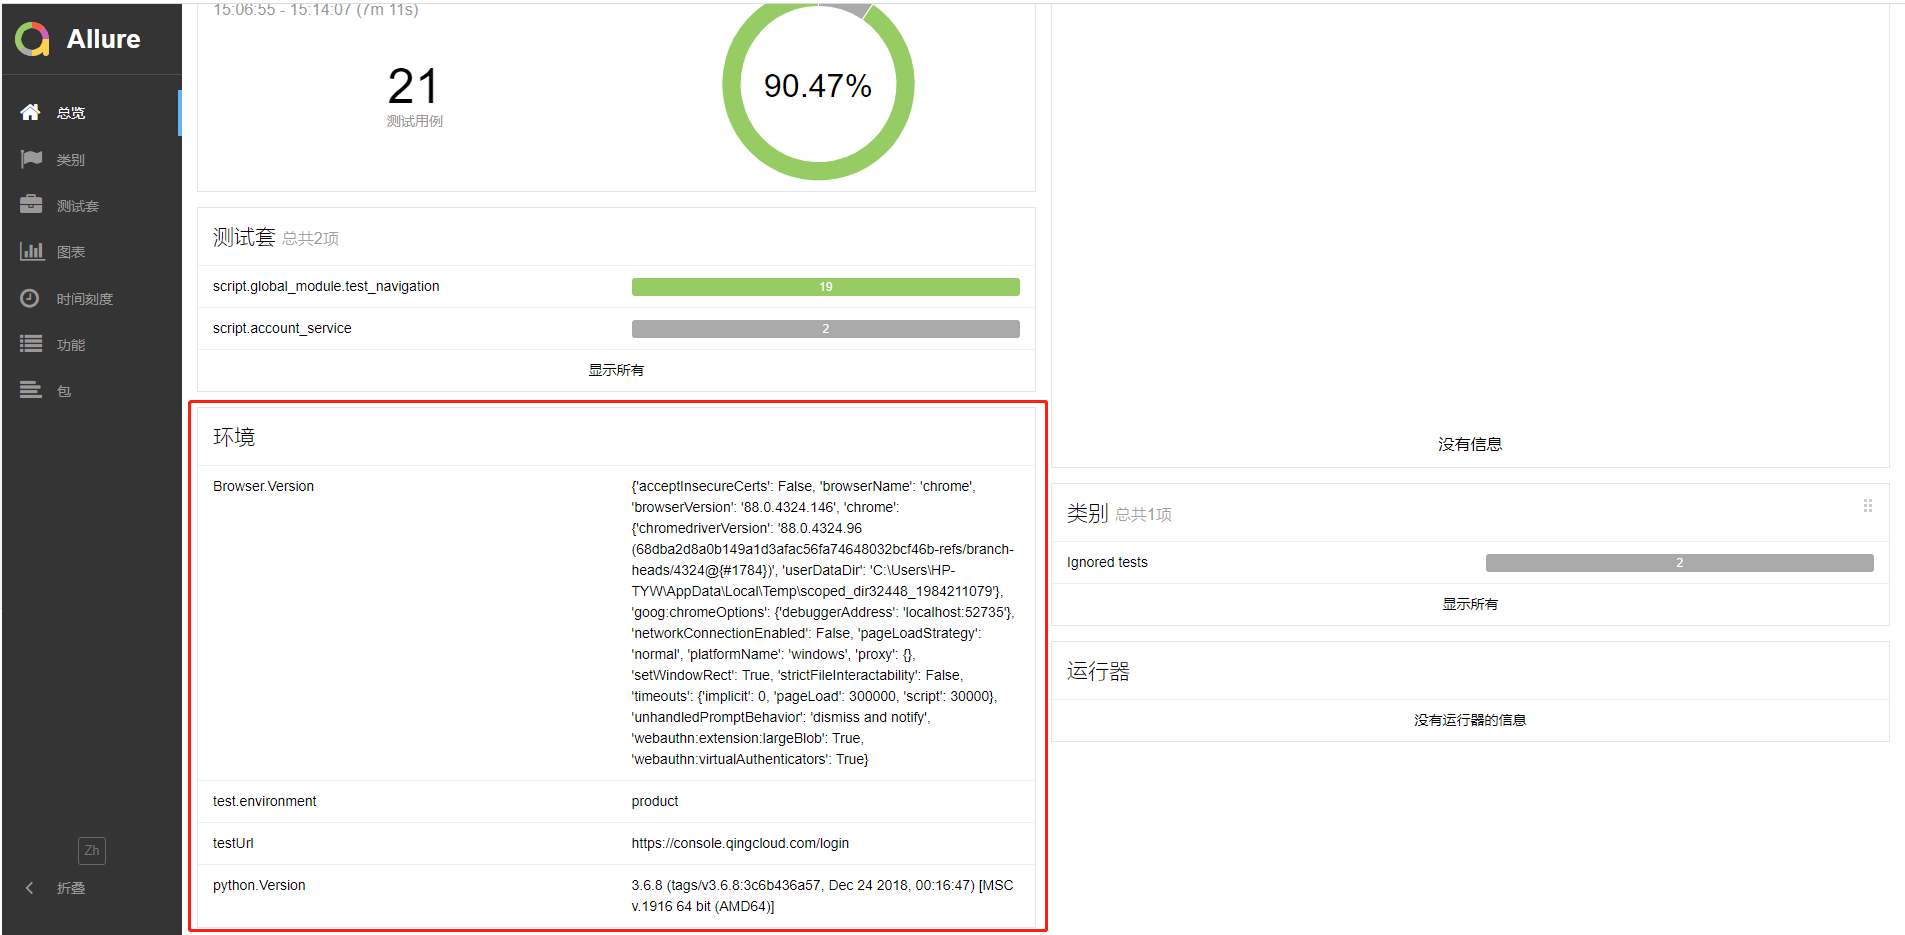 Allure
总览
类别
测试套
图表
时间刻度
功能
包
Zh
折叠
15:06:55 - 15:14:07 (7m 11s)
21
测试用例
90.47%
测试套 总共2项
script.global_module.test_navigation 19
script.account_service 2
显示所有
环境
Browser.Version
{'acceptInsecureCerts': False, 'browserName': 'chrome',
'browserVersion': '88.0.4324.146', 'chrome':
{'chromedriverVersion': '88.0.4324.96
(68dba2d8a0b149a1d3afac56fa74648032bcf46b-refs/branch-
heads/4324@{#1784})', 'userDataDir': 'C:\Users\HP-
TYW\AppData\Local\Temp\scoped_dir32448_1984211079'},
'goog:chromeOptions': {'debuggerAddress': 'localhost:52735'},
'networkConnectionEnabled': False, 'pageLoadStrategy':
'normal', 'platformName': 'windows', 'proxy': {},
'setWindowRect': True, 'strictFileInteractability': False,
'timeouts': {'implicit': 0, 'pageLoad': 300000, 'script': 30000},
'unhandledPromptBehavior': 'dismiss and notify',
'webauthn:extension:largeBlob': True,
'webauthn:virtualAuthenticators': True}
test.environment product
testUrl https://console.qingcloud.com/login
python.Version 3.6.8 (tags/v3.6.8:3c6b436a57, Dec 24 2018, 00:16:47) [MSC
v.1916 64 bit (AMD64)]
没有信息
类别 总共1项
Ignored tests 2
显示所有
运行器
没有运行器的信息